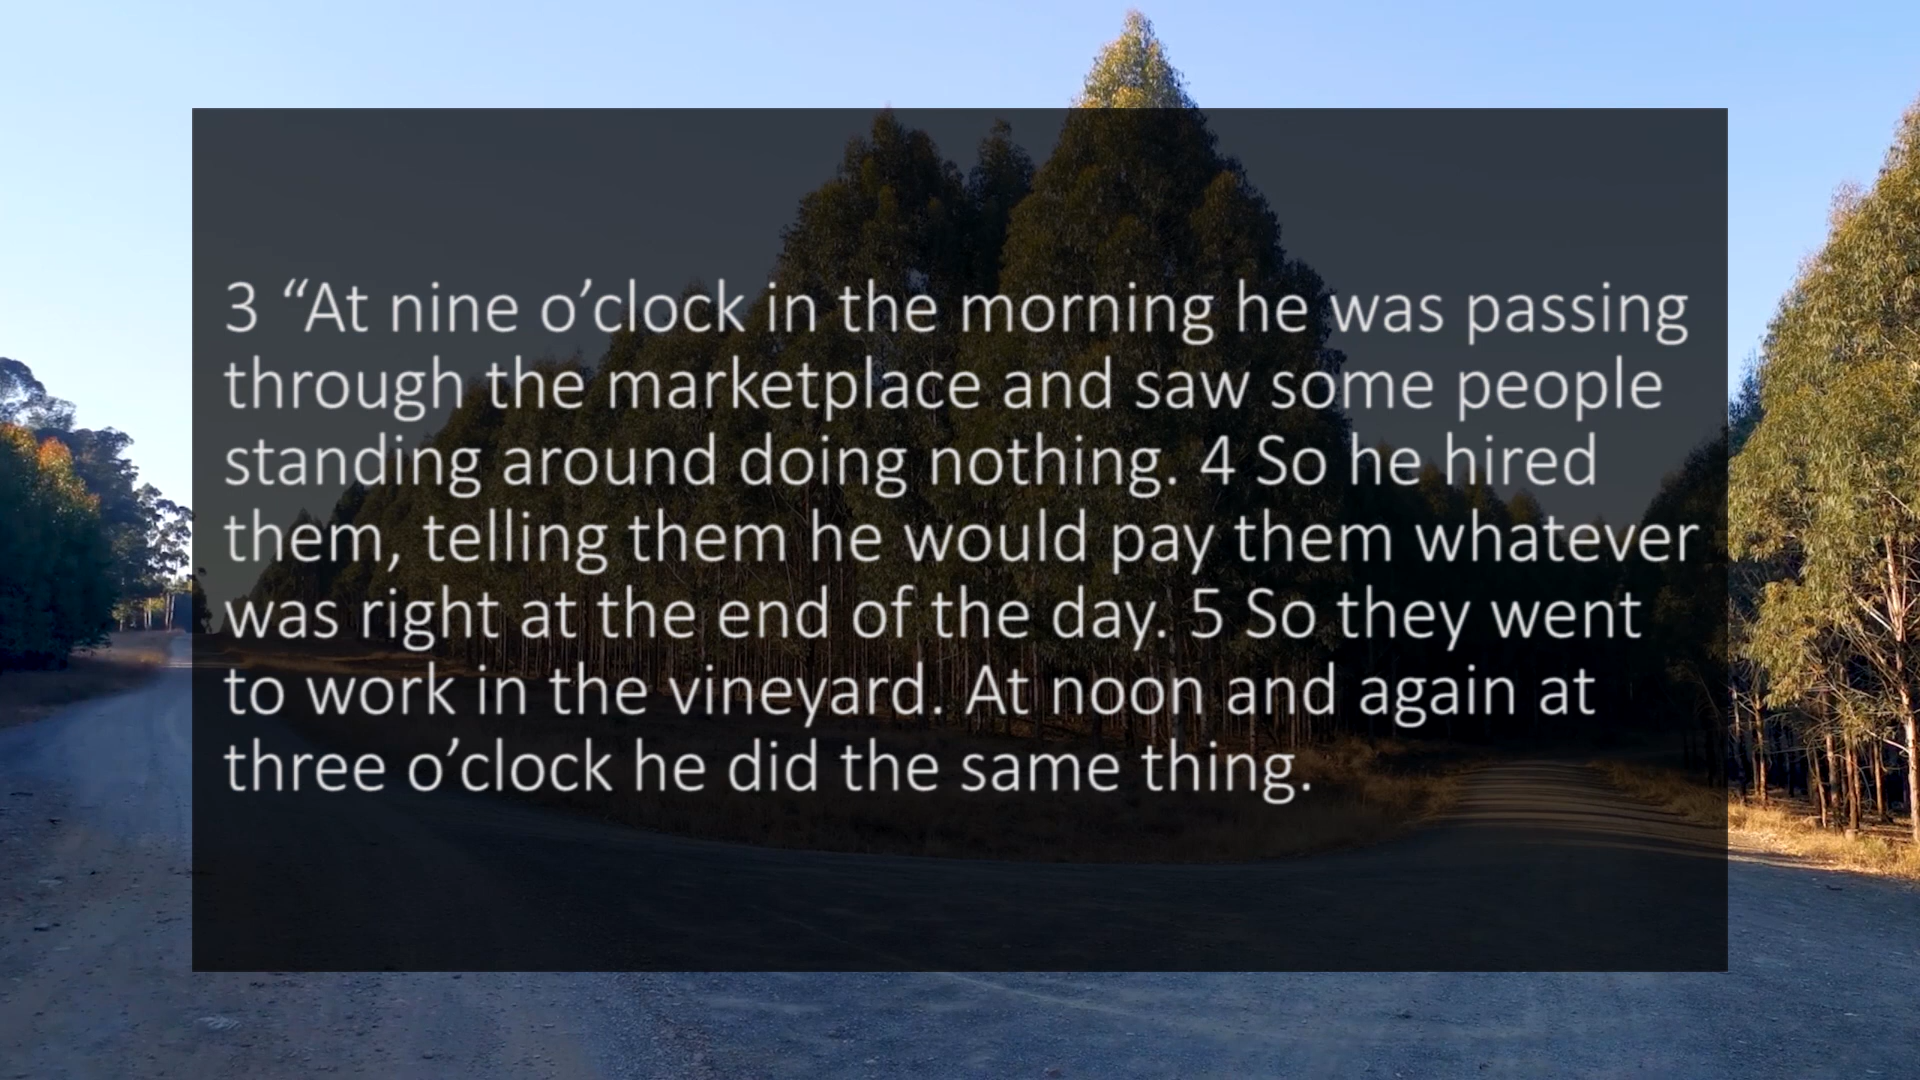 3 “At nine o’clock in the morning he was passing
through the marketplace and saw some people
standing around doing nothing. 4 So he hired
them, telling them he would pay them whatever
was right at the end of the day. 5 So they went
to work in the vineyard. At noon and again at
three o’clock he did the same thing.